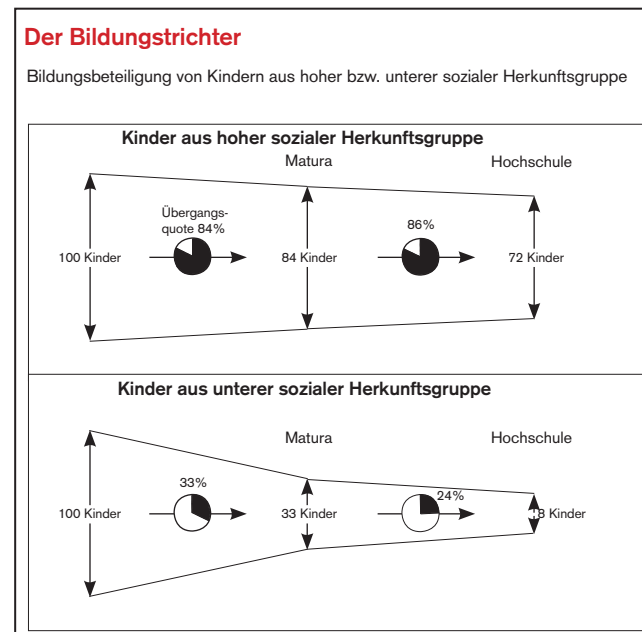 Der Bildungstrichter
Bildungsbeteiligung von Kindern aus hoher bzw. unterer sozialer Herkunftsgruppe
Kinder aus hoher sozialer Herkunftsgruppe
Matura
Hochschule
Übergangs-
quote 84%
86%
100 Kinder
84 Kinder
72 Kinder
Kinder aus unterer sozialer Herkunftsgruppe
Matura
Hochschule
33%
24%
100 Kinder
33 Kinder
8 Kinder